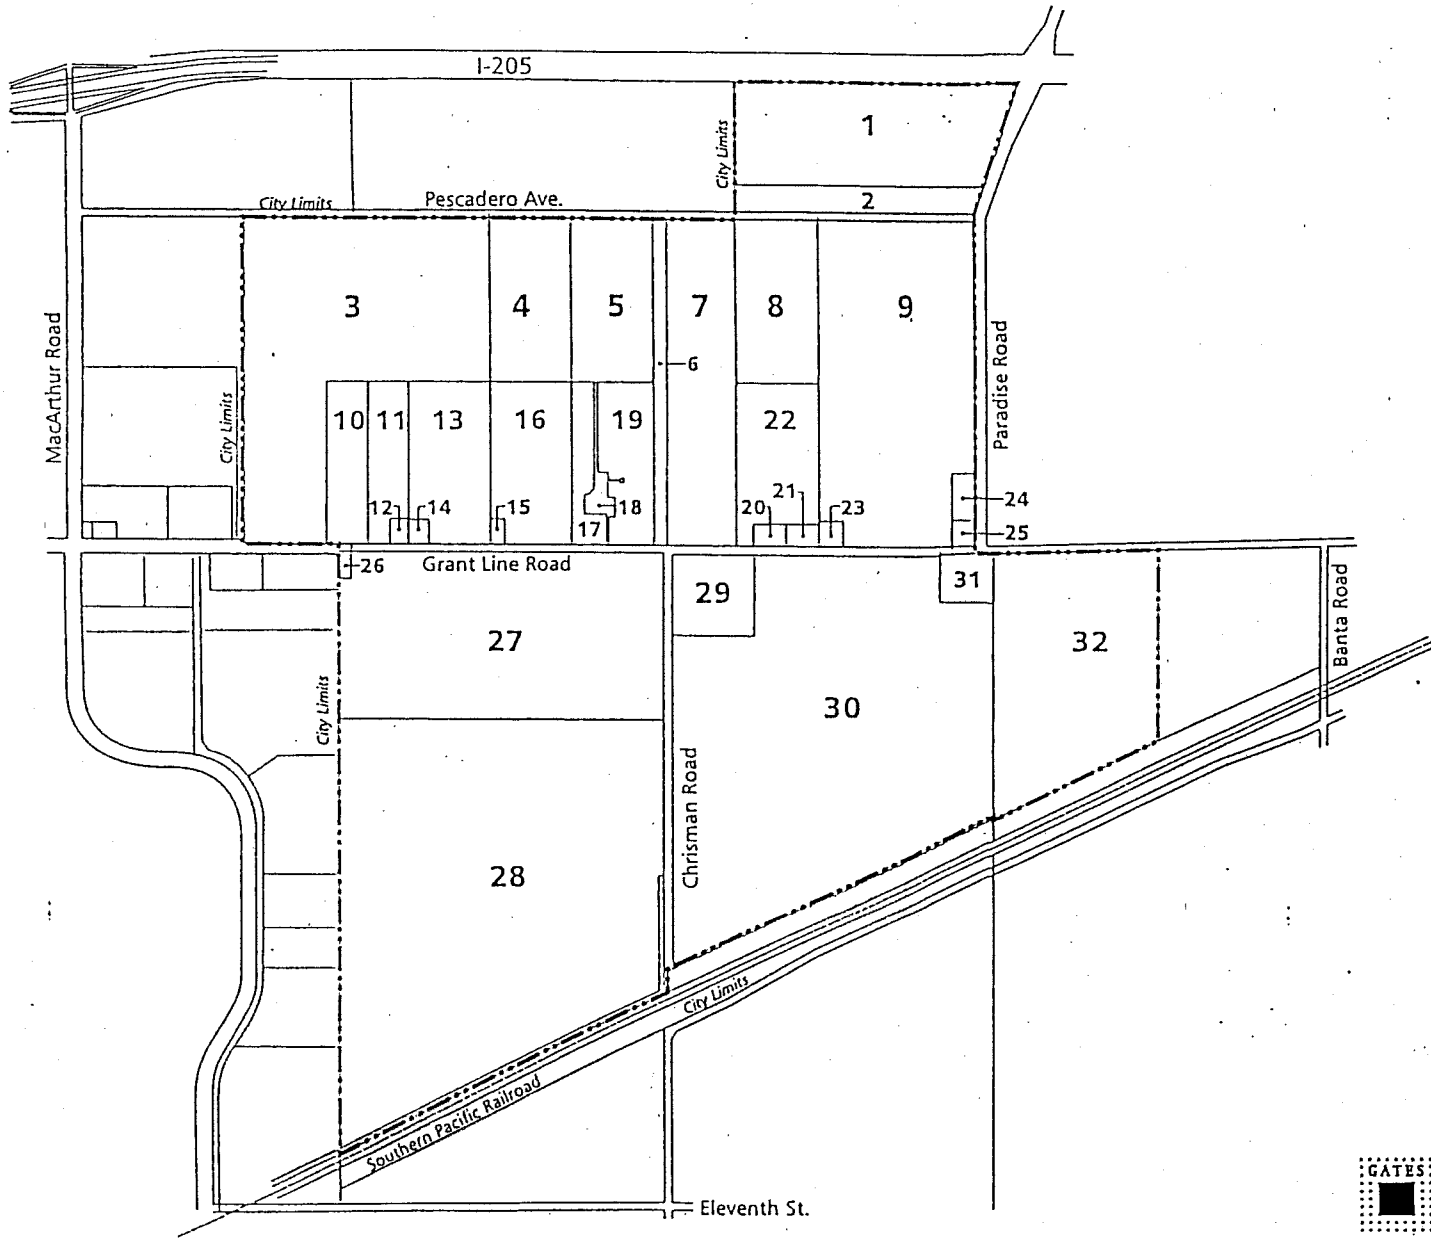 I-205
1
City Limits
2
City Limits
Pescadero Ave.
3
4
5
7
8
9
6
MacArthur Road
City Limits
Paradise Road
10
11
13
16
19
22
12
14
15
17
18
20
21
23
24
25
26
Grant Line Road
29
31
27
32
Banta Road
City Limits
30
Chrisman Road
28
City Limits
Southern Pacific Railroad
Eleventh St.
GATES